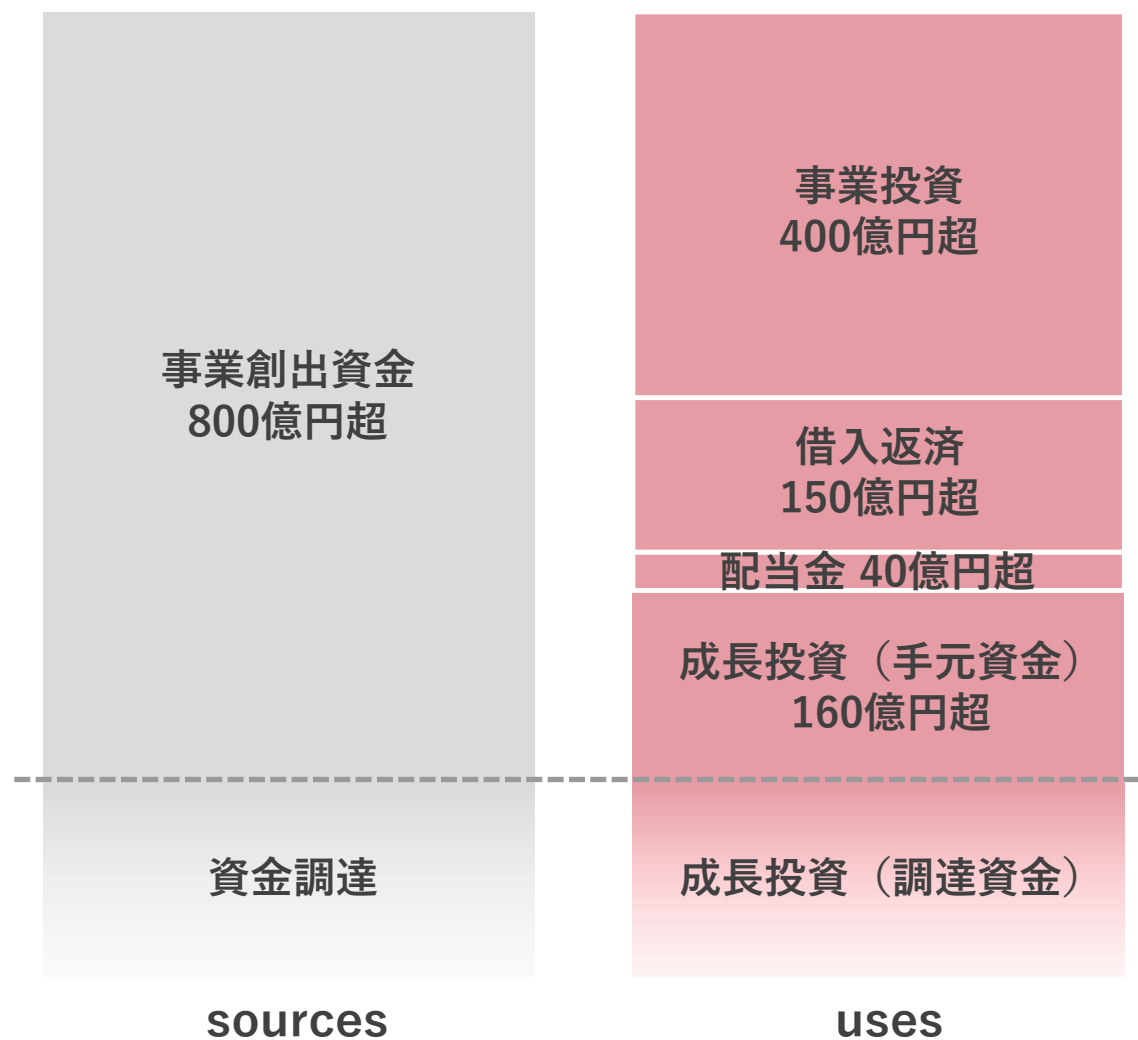 事業創出資金
800億円超
資金調達
sources
事業投資
400億円超
借入返済
150億円超
配当金 40億円超
成長投資（手元資金）
160億円超
成長投資（調達資金）
uses